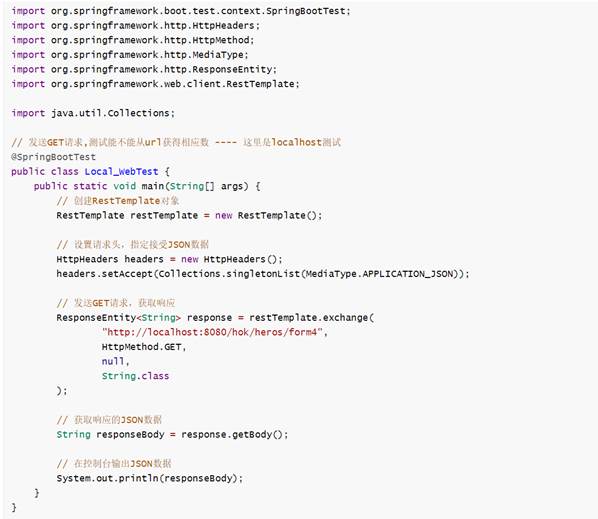 import org.springframework.boot.test.context.SpringBootTest;
import org.springframework.http.HttpHeaders;
import org.springframework.http.HttpMethod;
import org.springframework.http.MediaType;
import org.springframework.http.ResponseEntity;
import org.springframework.web.client.RestTemplate;

import java.util.Collections;

// 发送GET请求,测试能不能从url获得相应数 ---- 这里是localhost测试
@SpringBootTest
public class Local_WebTest {
    public static void main(String[] args) {
        // 创建RestTemplate对象
        RestTemplate restTemplate = new RestTemplate();

        // 设置请求头，指定接受JSON数据
        HttpHeaders headers = new HttpHeaders();
        headers.setAccept(Collections.singletonList(MediaType.APPLICATION_JSON));

        // 发送GET请求，获取响应
        ResponseEntity<String> response = restTemplate.exchange(
                "http://localhost:8080/hok/heros/form4",
                HttpMethod.GET,
                null,
                String.class
        );

        // 获取响应的JSON数据
        String responseBody = response.getBody();

        // 在控制台输出JSON数据
        System.out.println(responseBody);
    }
}